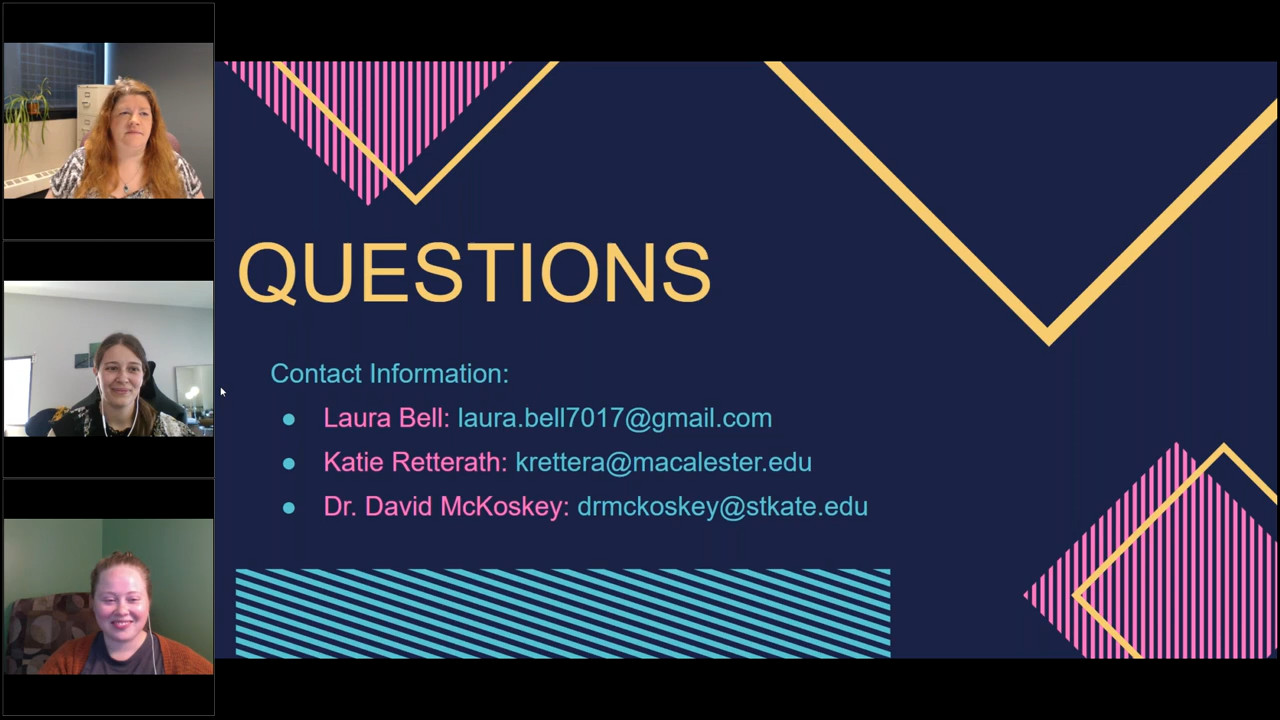 QUESTIONS
Contact Information:
● Laura Bell: laura.bell7017@gmail.com
● Katie Retterath: krettera@macalester.edu
● Dr. David McKoskey: drmckoskey@stkate.edu